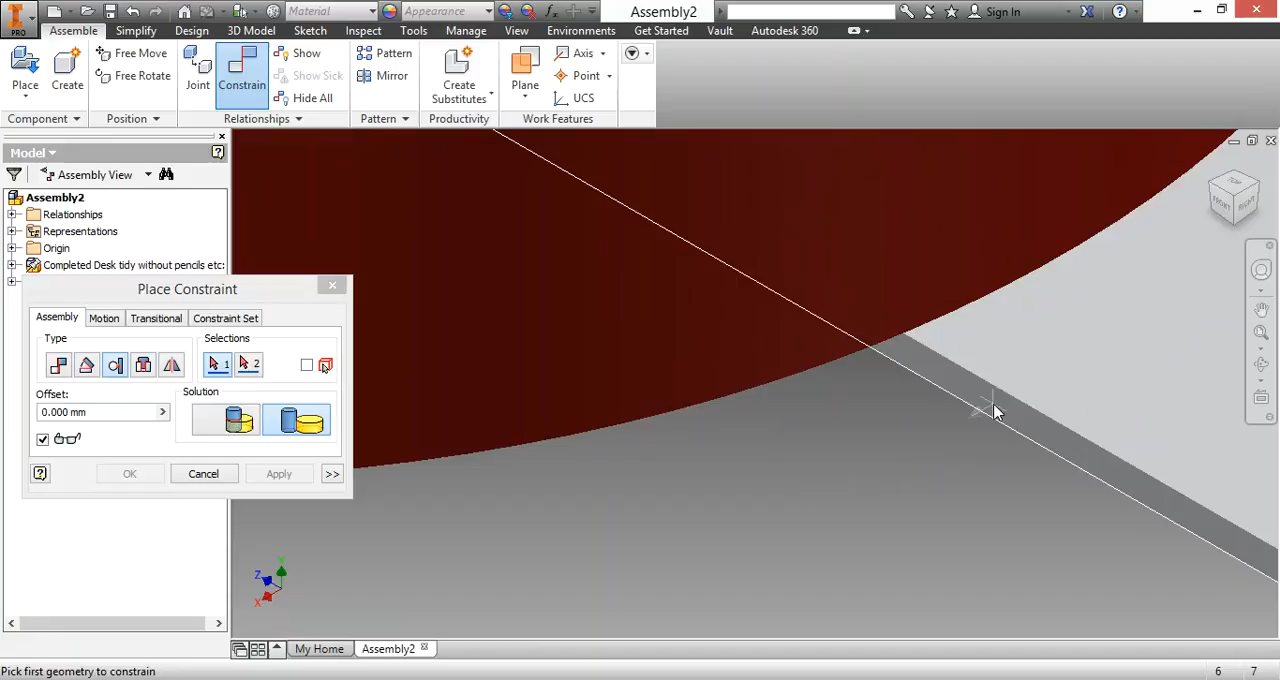 PRO
Material
Appearance
Assembly2
Sign In
Assemble
Simplify
Design
3D Model
Sketch
Inspect
Tools
Manage
View
Environments
Get Started
Vault
Autodesk 360
Place
Create
Free Move
Free Rotate
Joint
Constrain
Show
Show Sick
Hide All
Pattern
Mirror
Create
Substitutes
Plane
Axis
Point
UCS
Component
Position
Relationships
Pattern
Productivity
Work Features
Model
Assembly View
Assembly2
Relationships
Representations
Origin
Completed Desk tidy without pencils etc:
Place Constraint
Assembly
Motion
Transitional
Constraint Set
Type
Selections
1
2
Offset:
Solution
0.000 mm
OK
Cancel
Apply
>>
TOP
FRONT
RIGHT
Y
Z
X
My Home
Assembly2
Pick first geometry to constrain
6
7